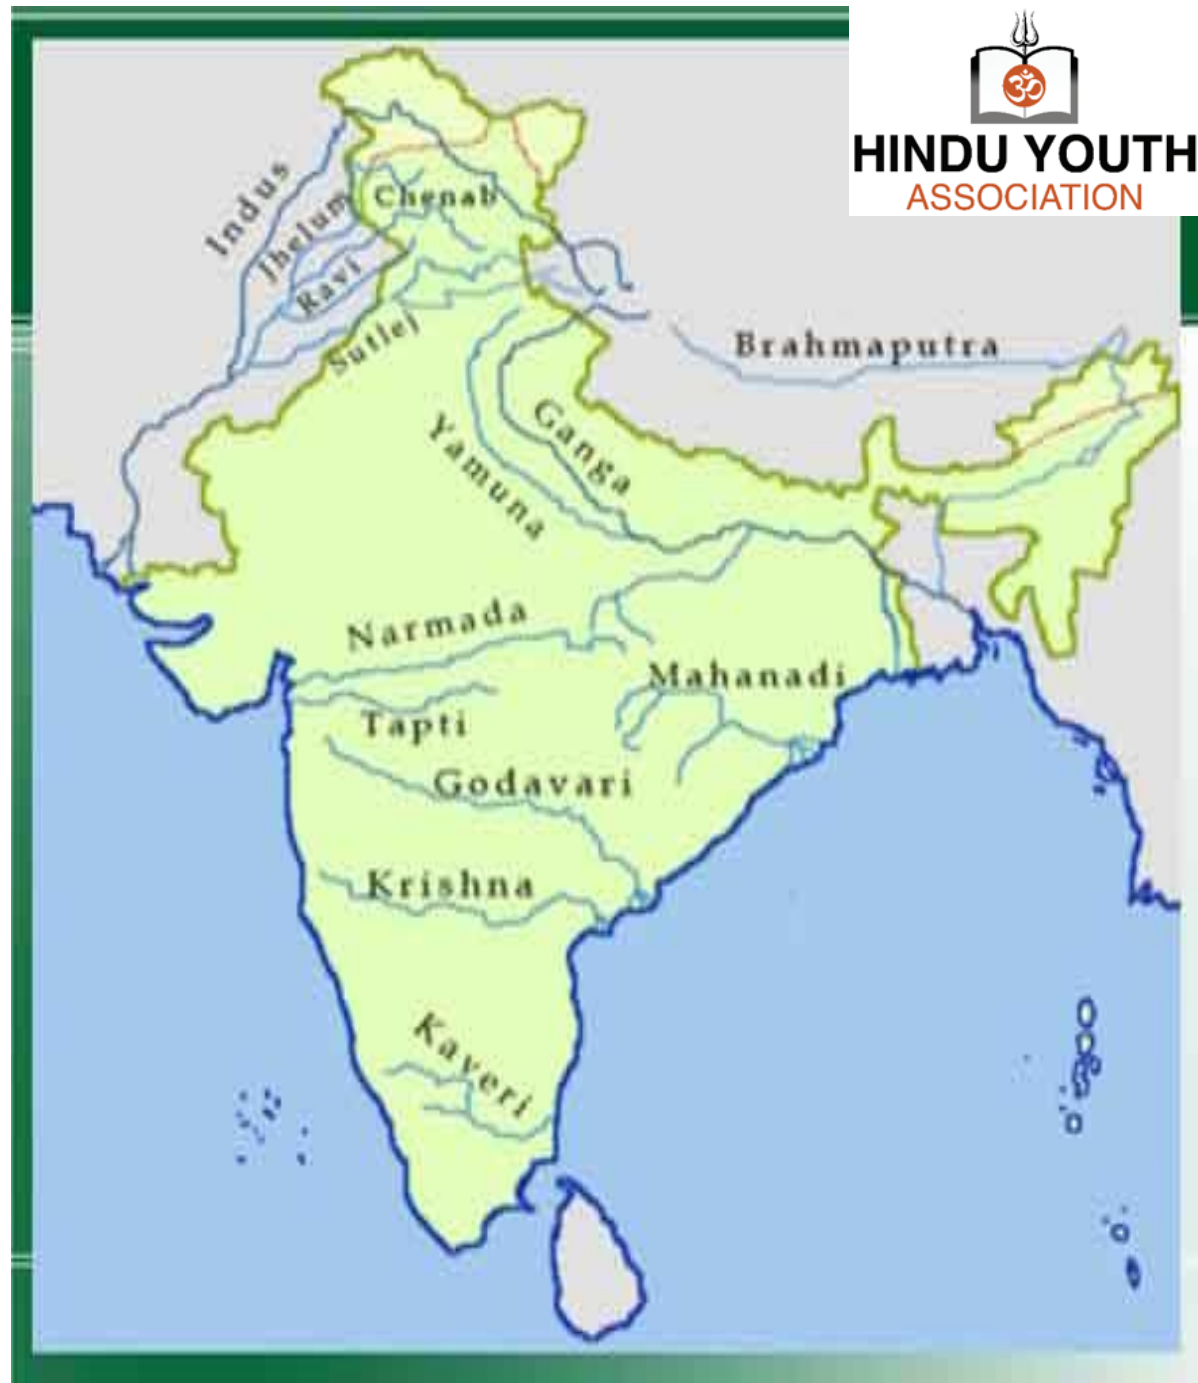 ॐ
HINDU YOUTH
ASSOCIATION
Indus
Jhelum
Chenab
Ravi
Sutlej
Brahmaputra
Ganga
Yamuna
Narmada
Mahanadi
Tapti
Godavari
Krishna
Kaveri